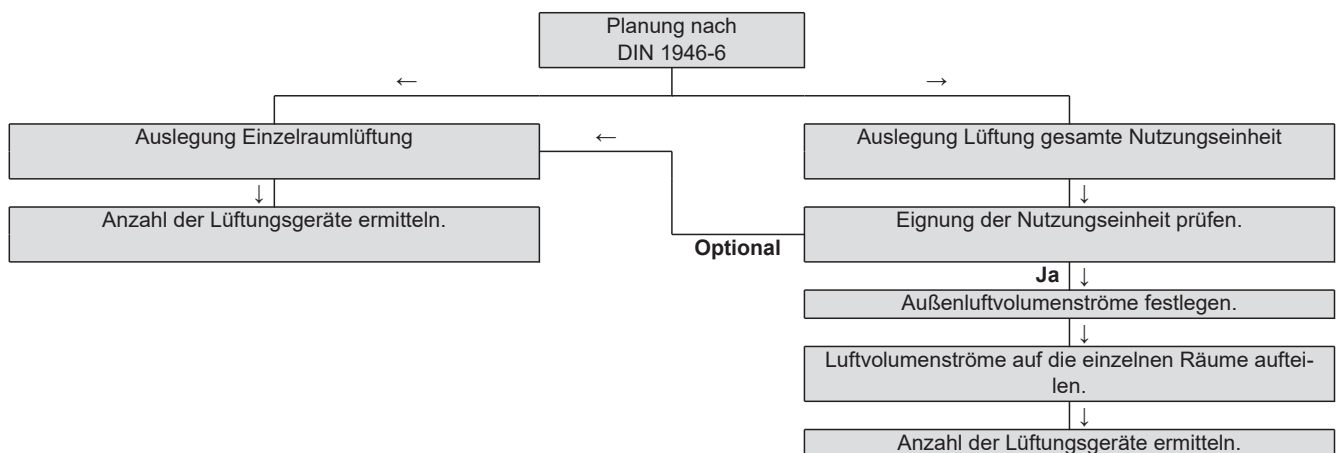 Planung nach
DIN 1946-6
←
→
Auslegung Einzelraumlüftung
←
Auslegung Lüftung gesamte Nutzungseinheit
↓
↓
Anzahl der Lüftungsgeräte ermitteln.
Eignung der Nutzungseinheit prüfen.
Optional
Ja ↓
Außenluftvolumenströme festlegen.
↓
Luftvolumenströme auf die einzelnen Räume auftei-
len.
↓
Anzahl der Lüftungsgeräte ermitteln.